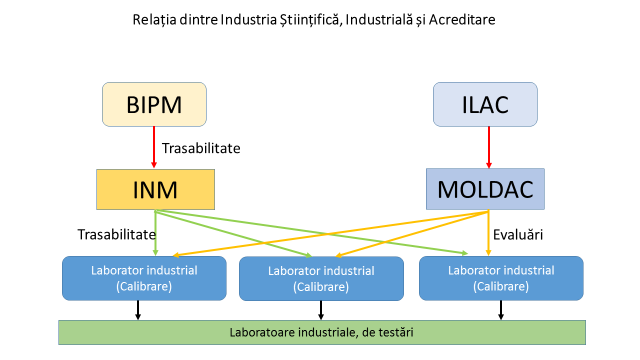 Relația dintre Industria Științifică, Industrială și Acreditare
BIPM
ILAC
Trasabilitate
INM
MOLDAC
Trasabilitate
Evaluări
Laborator industrial
(Calibrare)
Laborator industrial
(Calibrare)
Laborator industrial
(Calibrare)
Laboratoare industriale, de testări